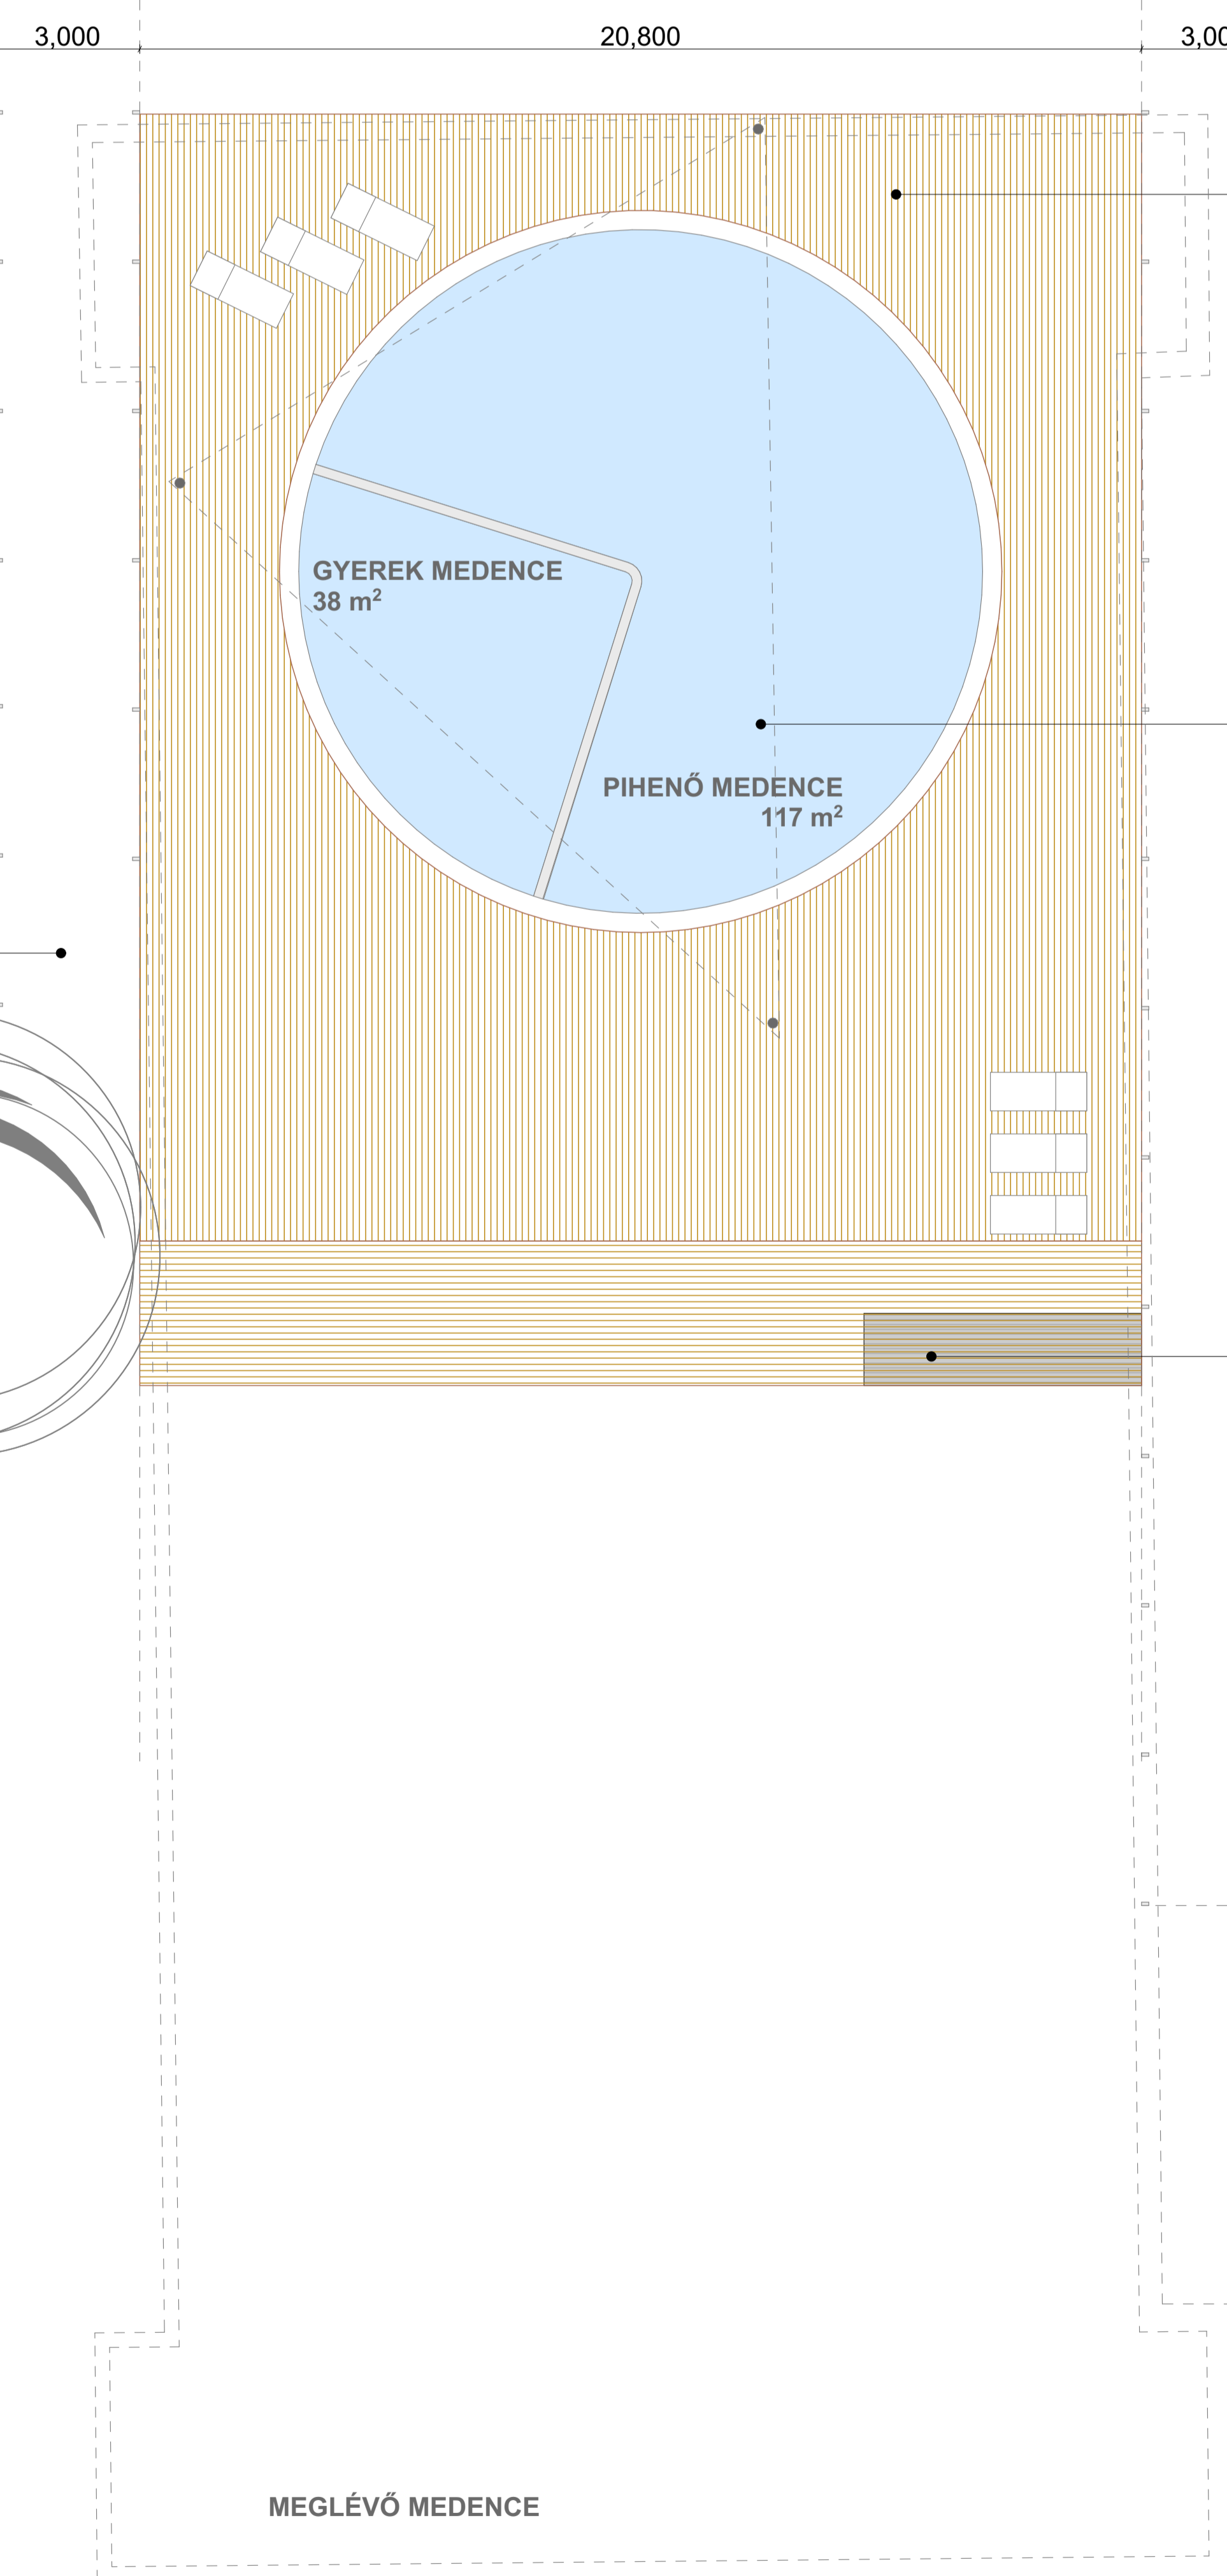 3,000 20,800 3,00
GYEREK MEDENCE
38 m²
PIHENŐ MEDENCE
117 m²
MEGLÉVŐ MEDENCE